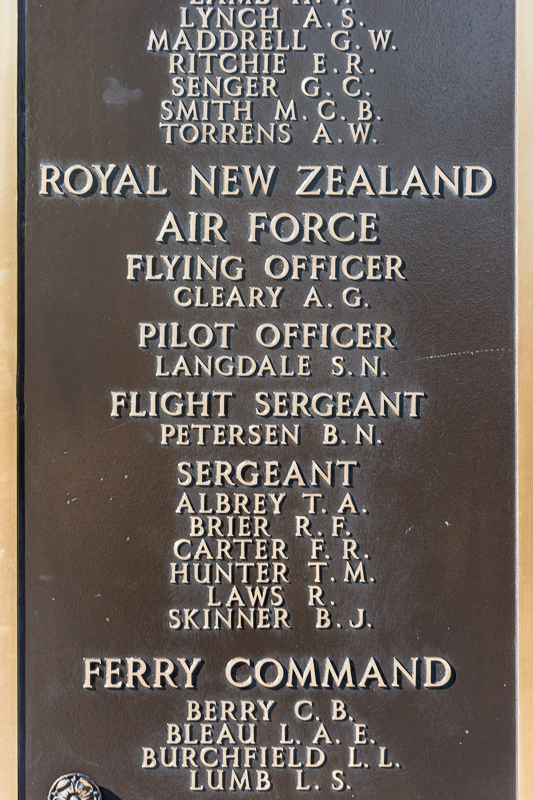 LAMB H.V.
LYNCH A.S.
MADDRELL G.W.
RITCHIE E.R.
SENGER G.C.
SMITH M.C.B.
TORRENS A.W.
ROYAL NEW ZEALAND
AIR FORCE
FLYING OFFICER
CLEARY A.G.
PILOT OFFICER
LANGDALE S.N.
FLIGHT SERGEANT
PETERSEN B.N.
SERGEANT
ALBREY T.A.
BRIER R.F.
CARTER F.R.
HUNTER T.M.
LAWS R.
SKINNER B.J.
FERRY COMMAND
BERRY C.B.
BLEAU L.A.E.
BURCHFIELD L.L.
LUMB L.S.